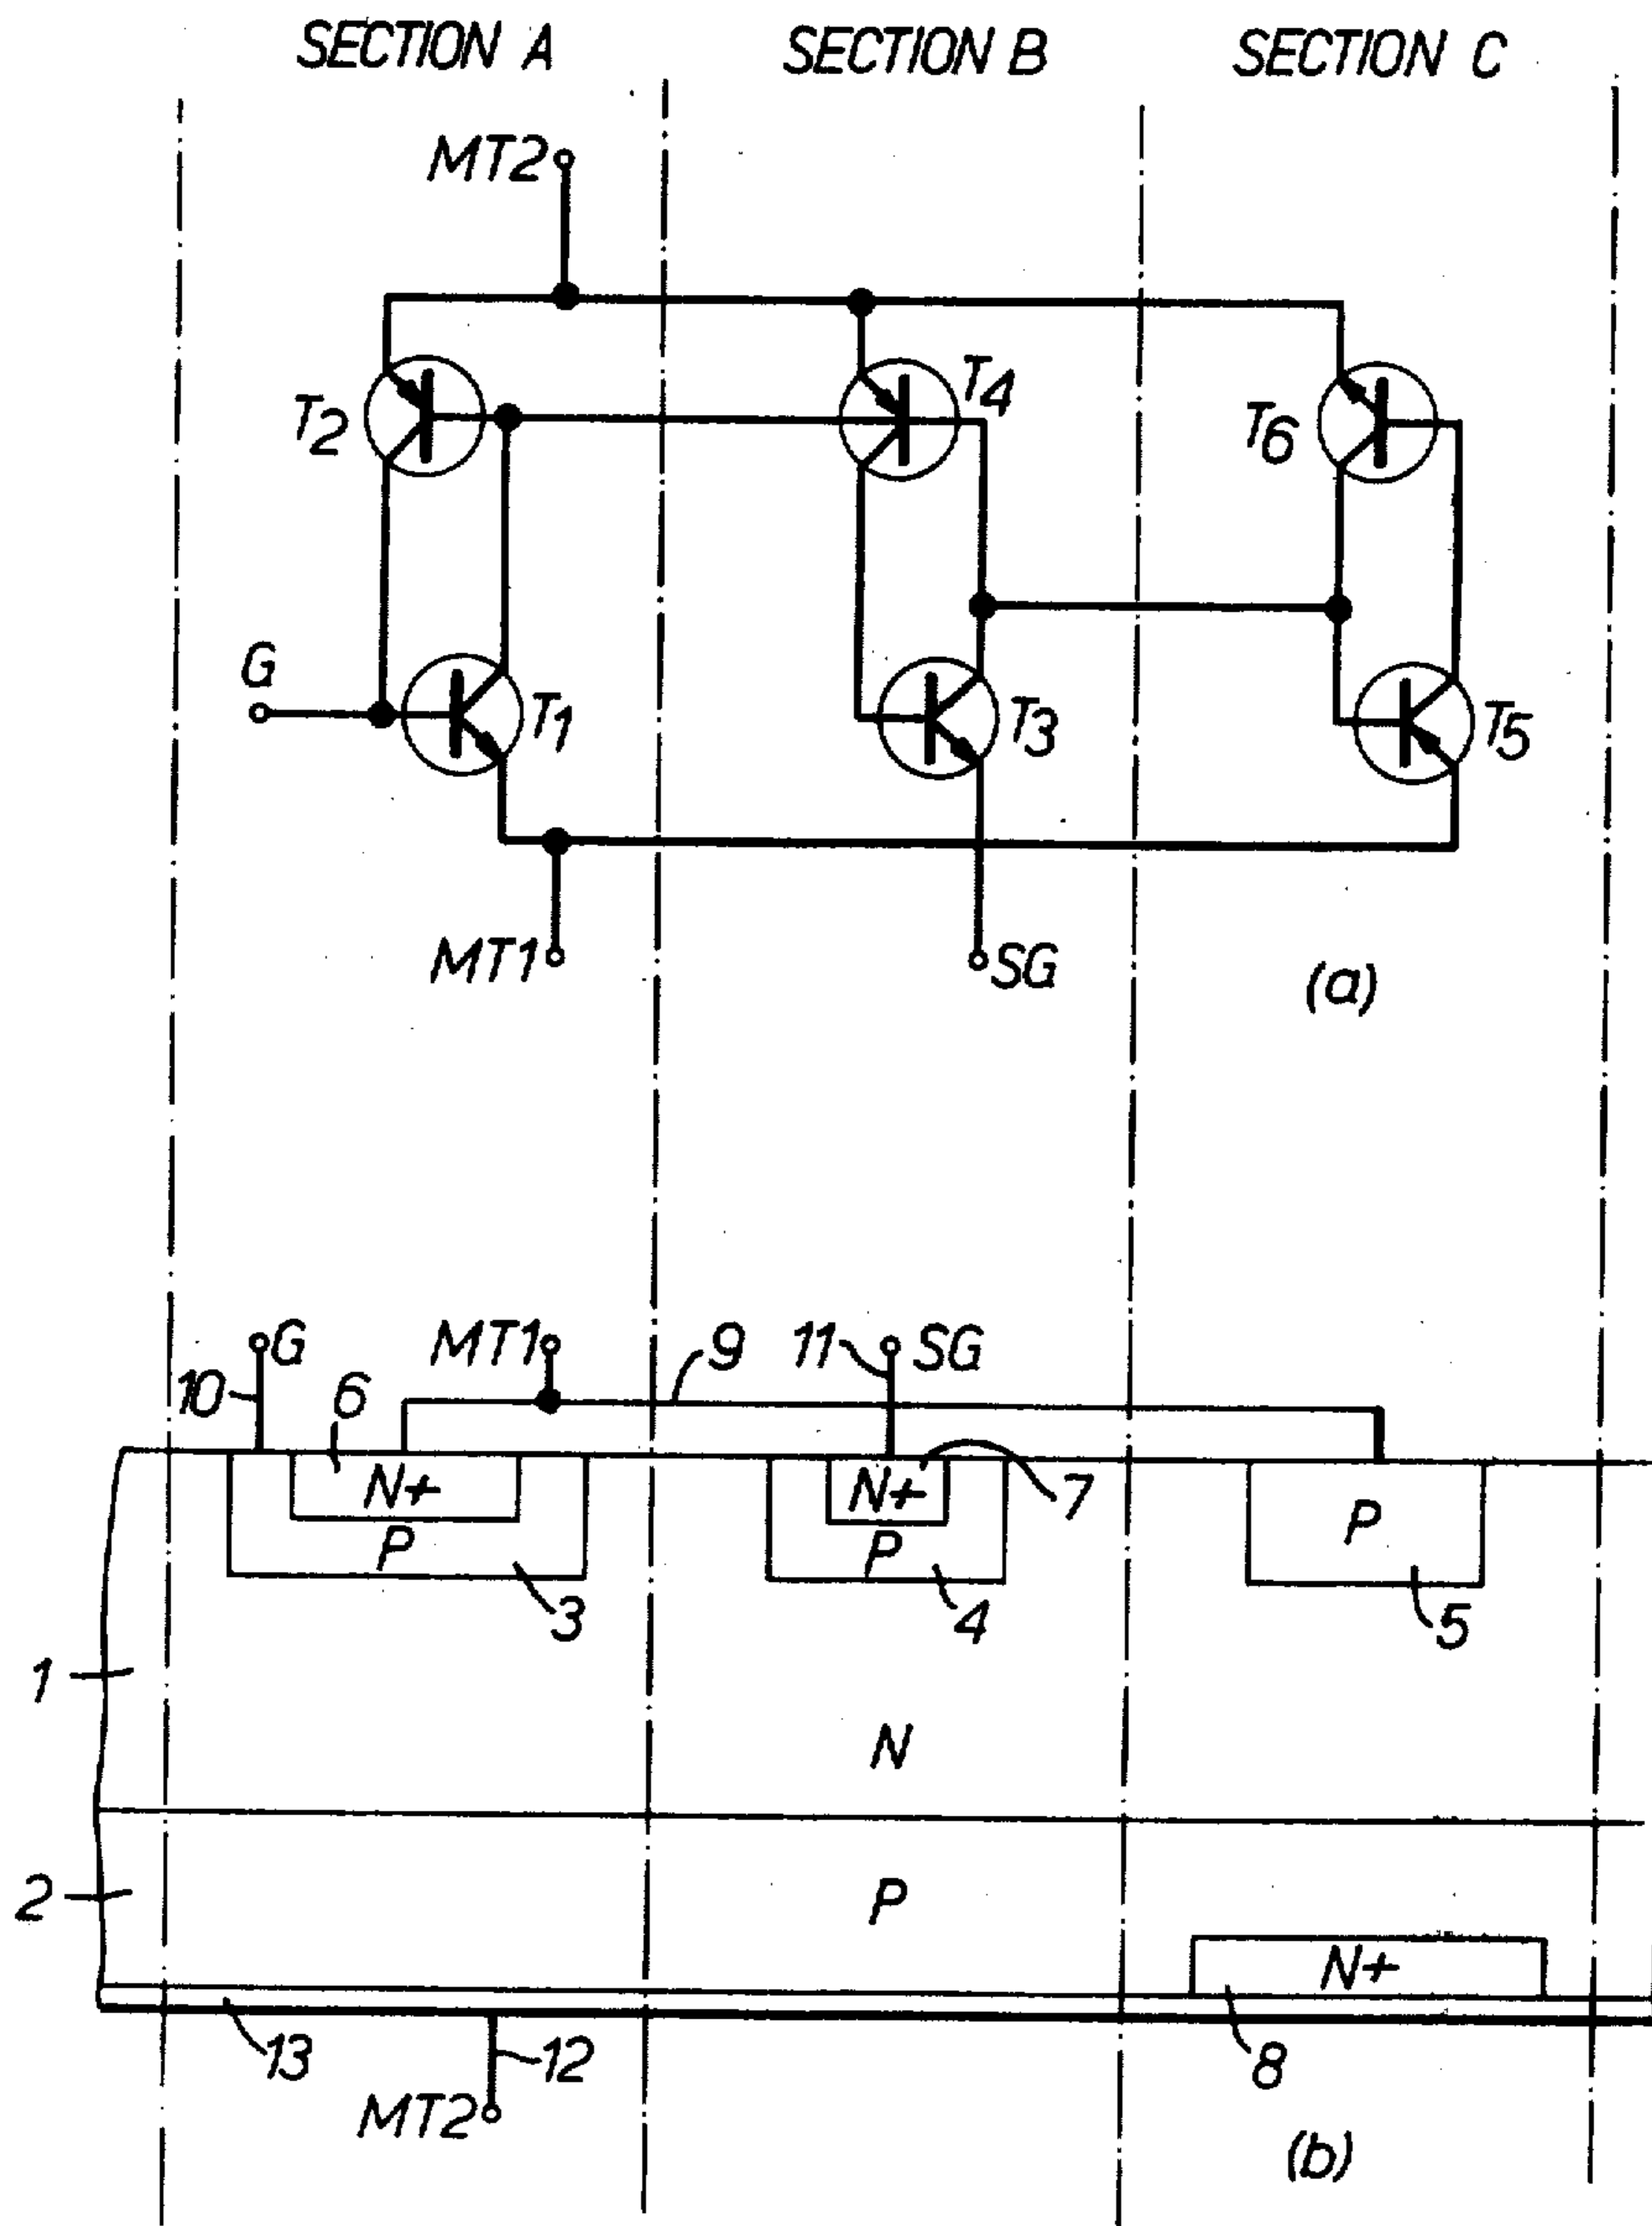 SECTION A SECTION B SECTION C
MT2
T2 T4 T6
G T1 T3 T5
MT1 SG (a)
10 G MT1 9 11 SG
6
N+ N+ 7 P
P P
3 4 5
1
N
2 P
N+
13 12 8
MT2 (b)